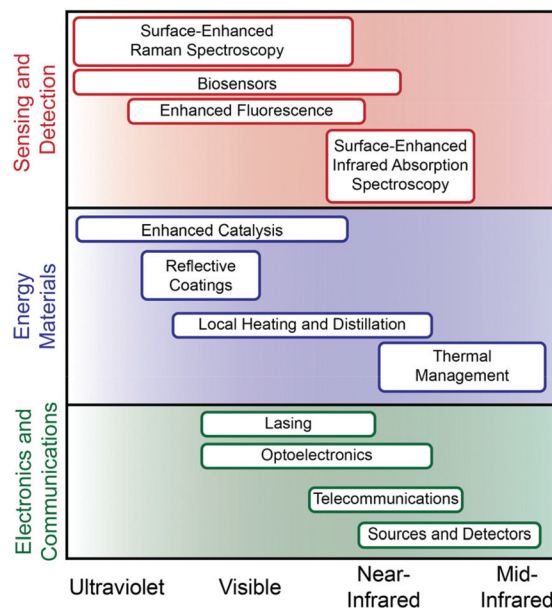 Sensing and
Detection
Surface-Enhanced
Raman Spectroscopy
Biosensors
Enhanced Fluorescence
Surface-Enhanced
Infrared Absorption
Spectroscopy
Energy
Materials
Enhanced Catalysis
Reflective
Coatings
Local Heating and Distillation
Thermal
Management
Electronics and
Communications
Lasing
Optoelectronics
Telecommunications
Sources and Detectors
Ultraviolet
Visible
Near-
Infrared
Mid-
Infrared